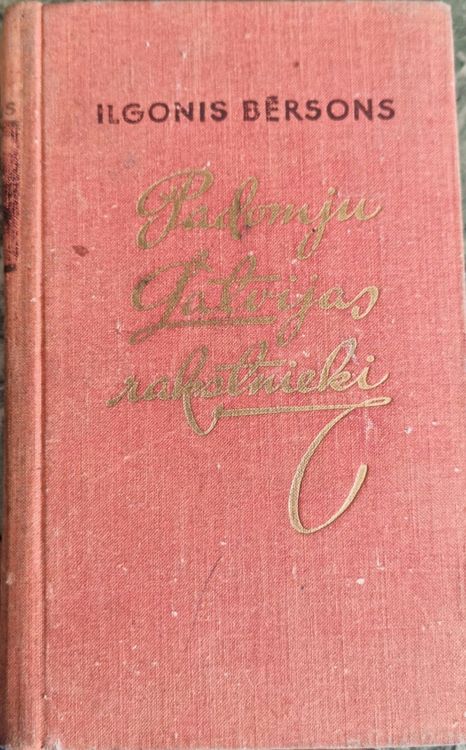 ILGONIS BĒRSONS
Padomju
Latvijas
rakstnieki